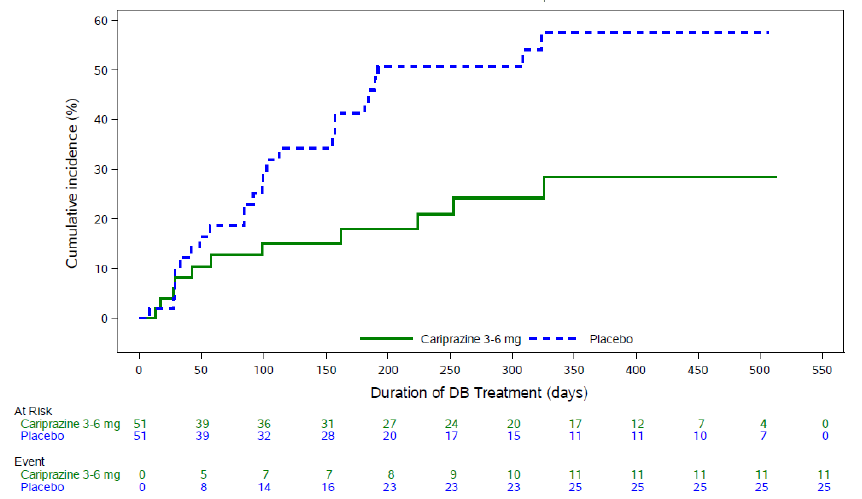 60
50
40
30
20
10
0
Cumulative incidence (%)
Cariprazine 3-6 mg Placebo
0 50 100 150 200 250 300 350 400 450 500 550
Duration of DB Treatment (days)
At Risk
Cariprazine 3-6 mg 51 39 36 31 27 24 20 17 12 7 4 0
Placebo 51 39 32 28 20 17 15 11 11 10 7 0
Event
Cariprazine 3-6 mg 0 5 7 7 8 9 10 11 11 11 11 11
Placebo 0 8 14 16 23 23 23 25 25 25 25 25